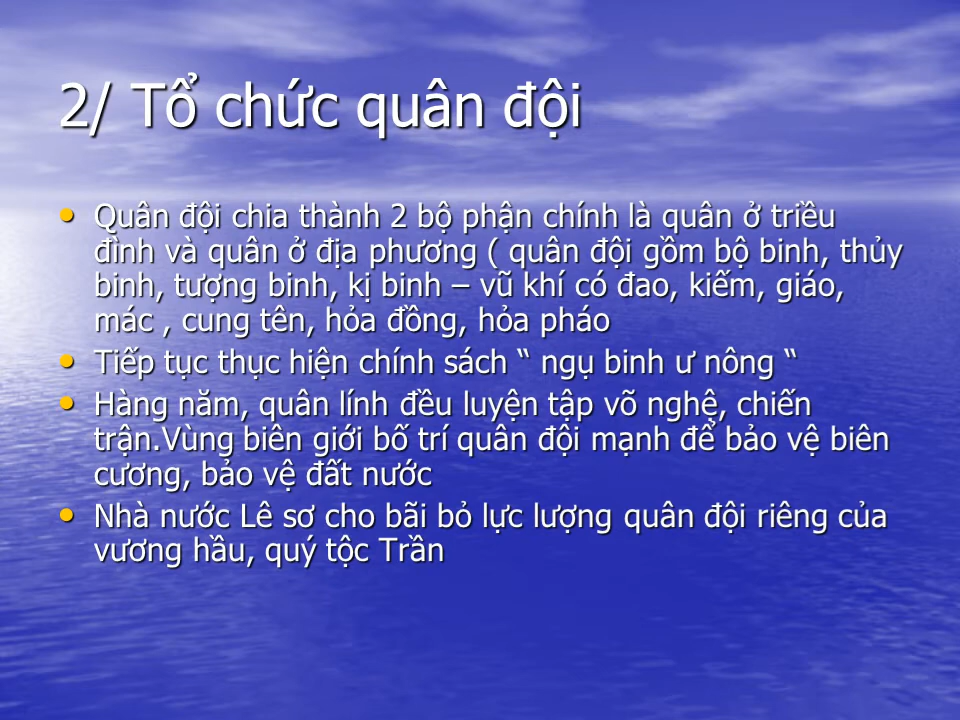 2/ Tổ chức quân đội
• Quân đội chia thành 2 bộ phận chính là quân ở triều
đình và quân ở địa phương ( quân đội gồm bộ binh, thủy
binh, tượng binh, kị binh – vũ khí có đao, kiếm, giáo,
mác , cung tên, hỏa đồng, hỏa pháo
• Tiếp tục thực hiện chính sách “ ngụ binh ư nông “
• Hàng năm, quân lính đều luyện tập võ nghệ, chiến
trận.Vùng biên giới bố trí quân đội mạnh để bảo vệ biên
cương, bảo vệ đất nước
• Nhà nước Lê sơ cho bãi bỏ lực lượng quân đội riêng của
vương hầu, quý tộc Trần